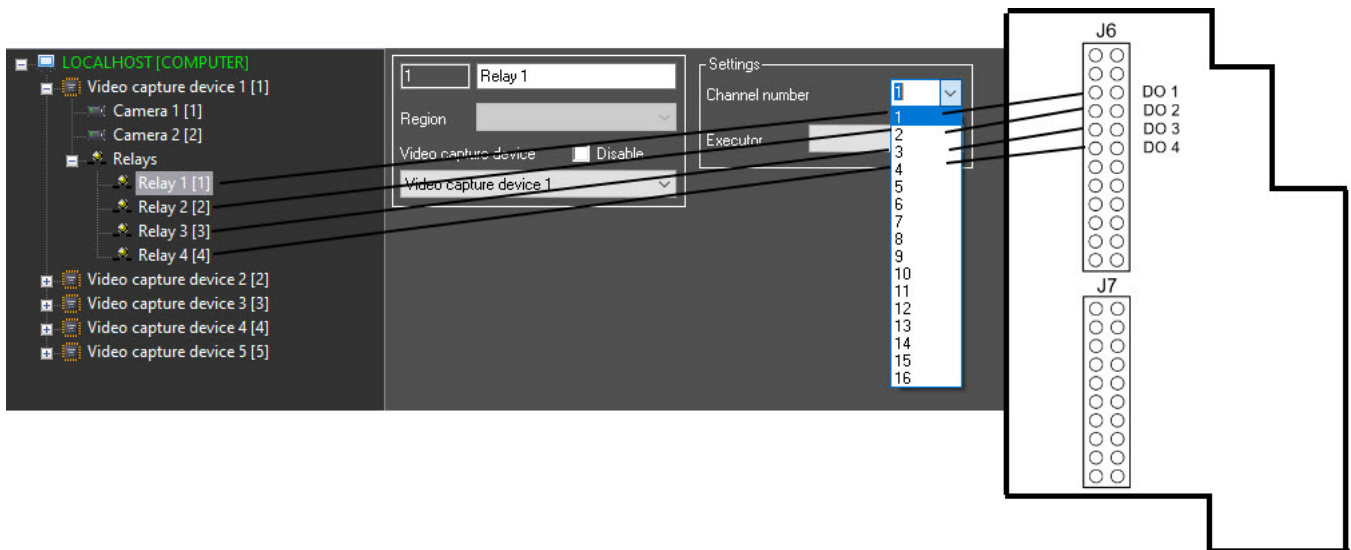 LOCALHOST [COMPUTER]
Video capture device 1 [1]
Camera 1 [1]
Camera 2 [2]
Relays
Relay 1 [1]
Relay 2 [2]
Relay 3 [3]
Relay 4 [4]
Video capture device 2 [2]
Video capture device 3 [3]
Video capture device 4 [4]
Video capture device 5 [5]
1 Relay 1
Region
Video capture device Disable
Video capture device 1
Settings
Channel number 1
Executor
1
2
3
4
5
6
7
8
9
10
11
12
13
14
15
16
J6
DO 1
DO 2
DO 3
DO 4
J7